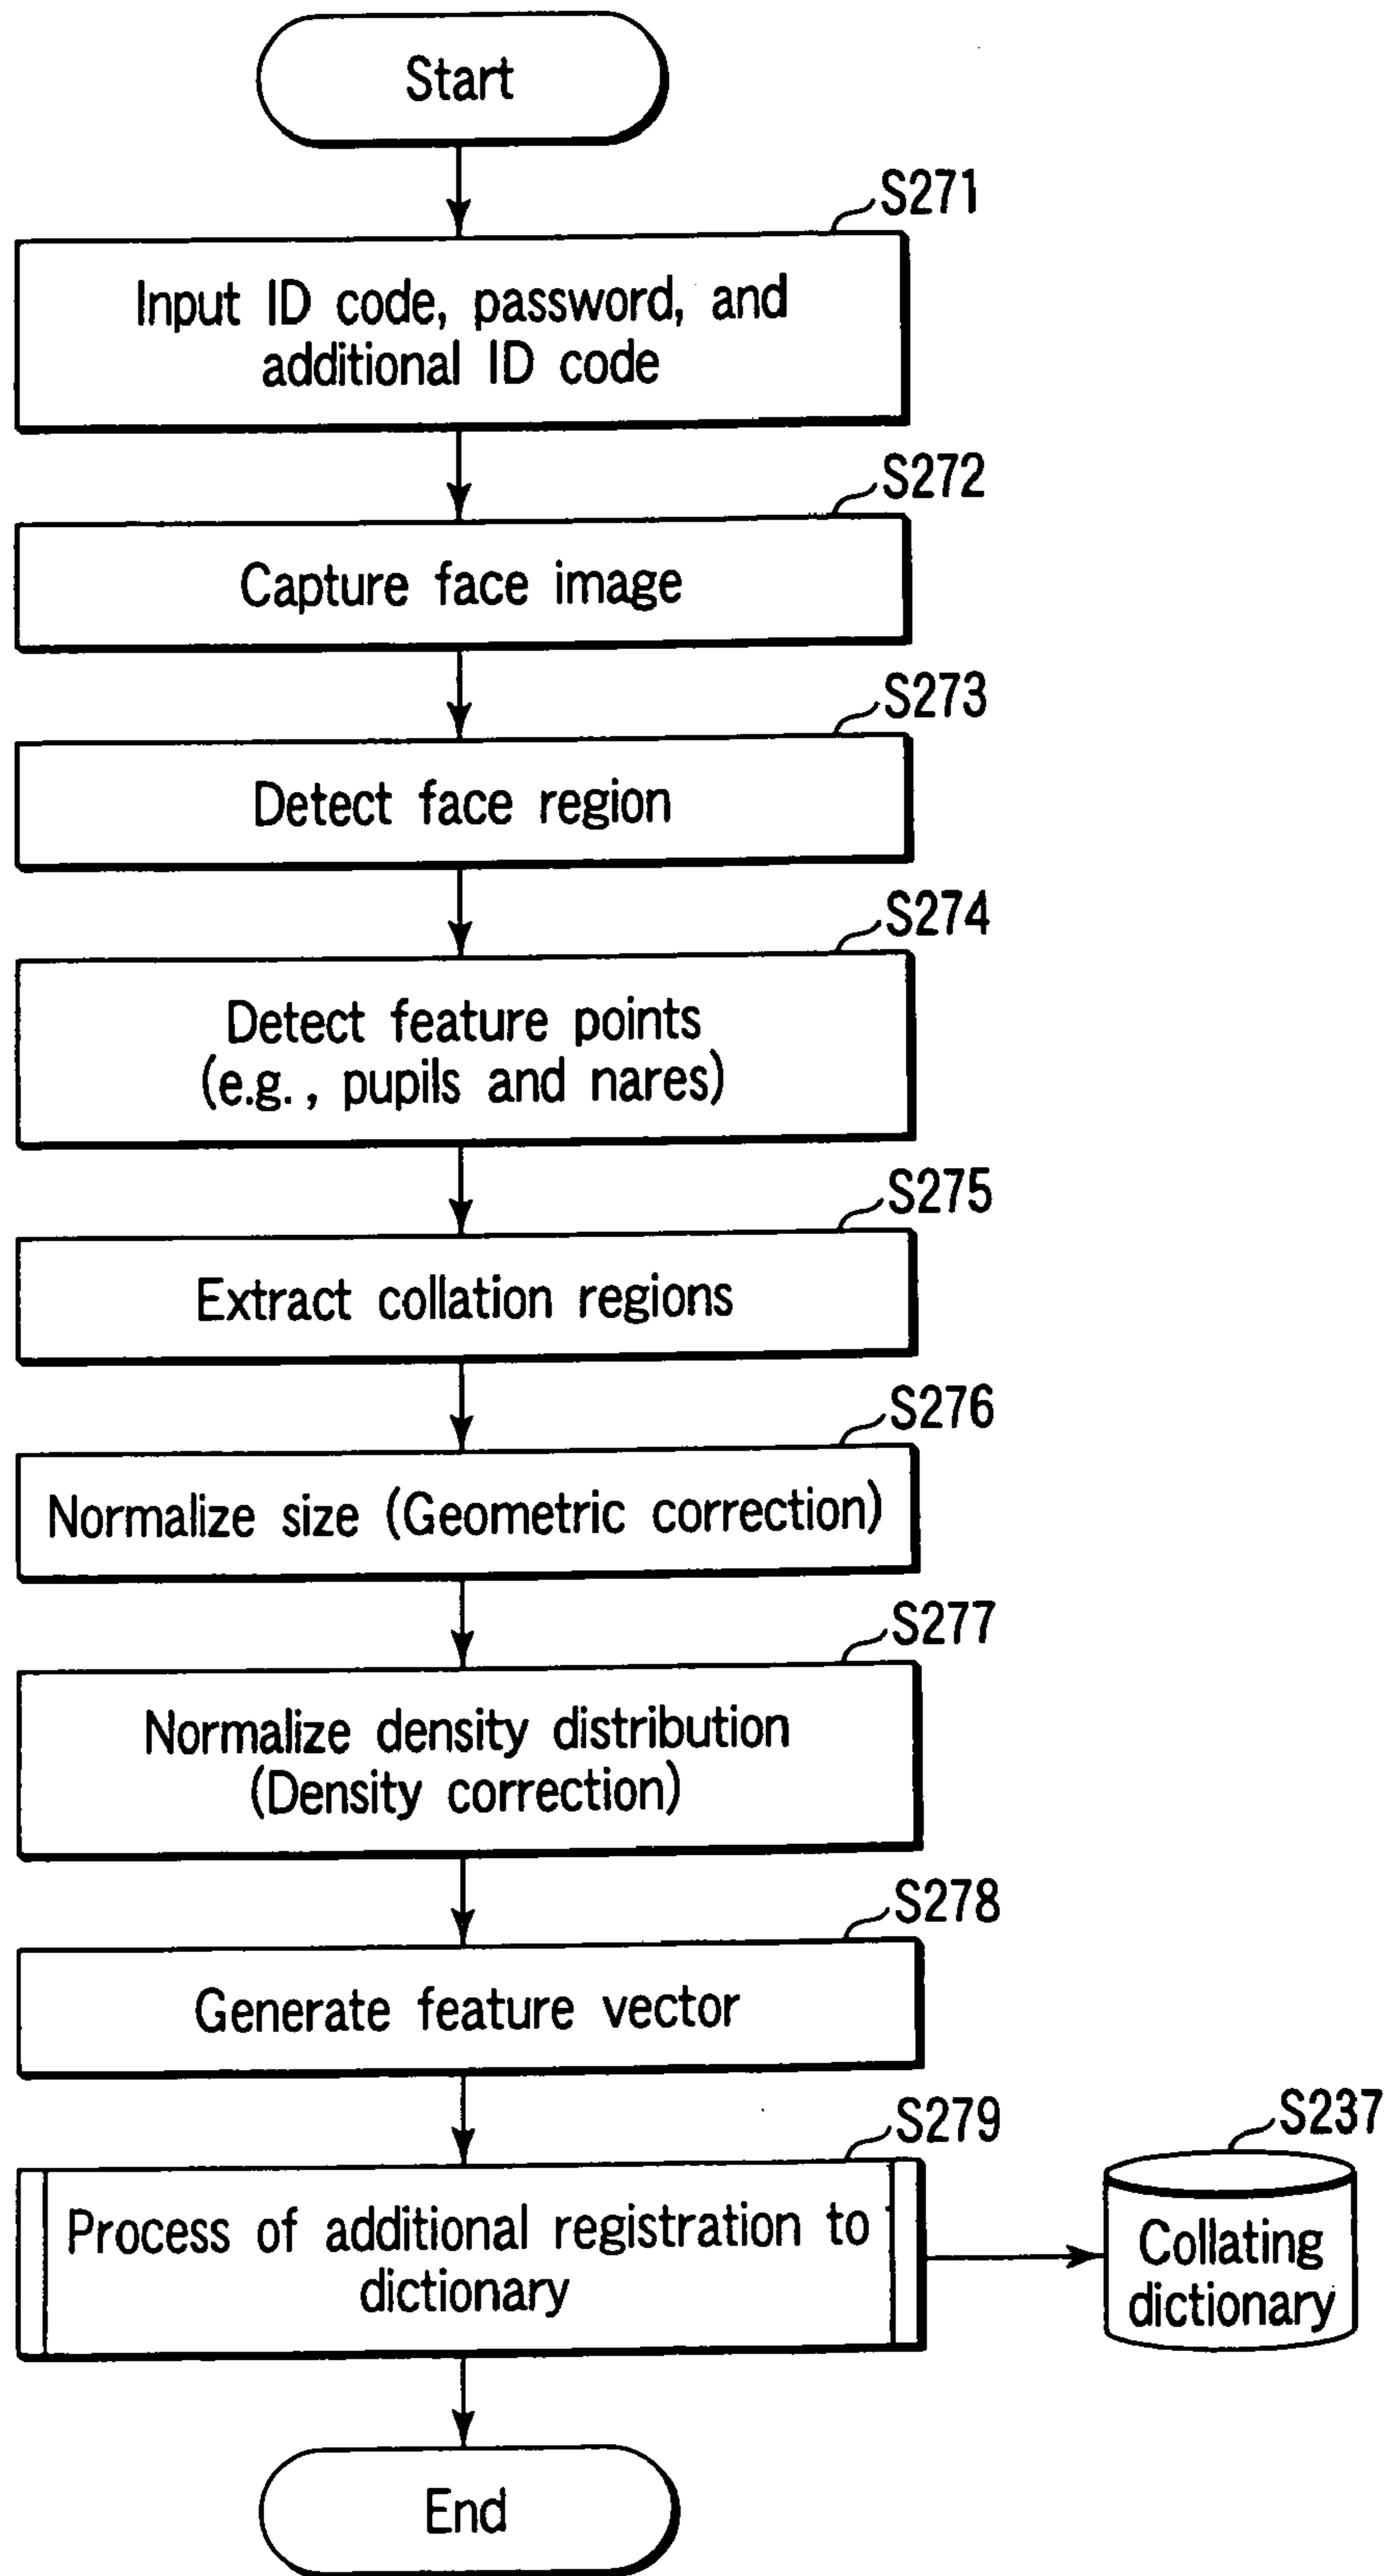 Start
S271
Input ID code, password, and
additional ID code
S272
Capture face image
S273
Detect face region
S274
Detect feature points
(e.g., pupils and nares)
S275
Extract collation regions
S276
Normalize size (Geometric correction)
S277
Normalize density distribution
(Density correction)
S278
Generate feature vector
S279
Process of additional registration to
dictionary
S237
Collating
dictionary
End